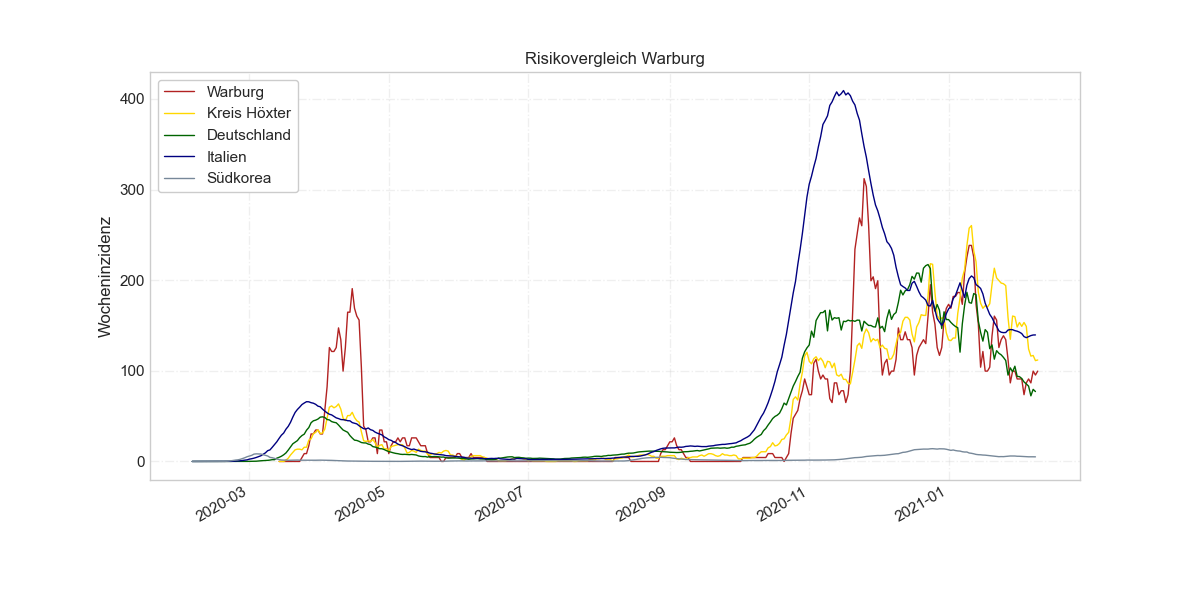 Risikovergleich Warburg
Warburg
Kreis Höxter
Deutschland
Italien
Südkorea
Wocheninzidenz
400
300
200
100
0
2020-03
2020-05
2020-07
2020-09
2020-11
2021-01